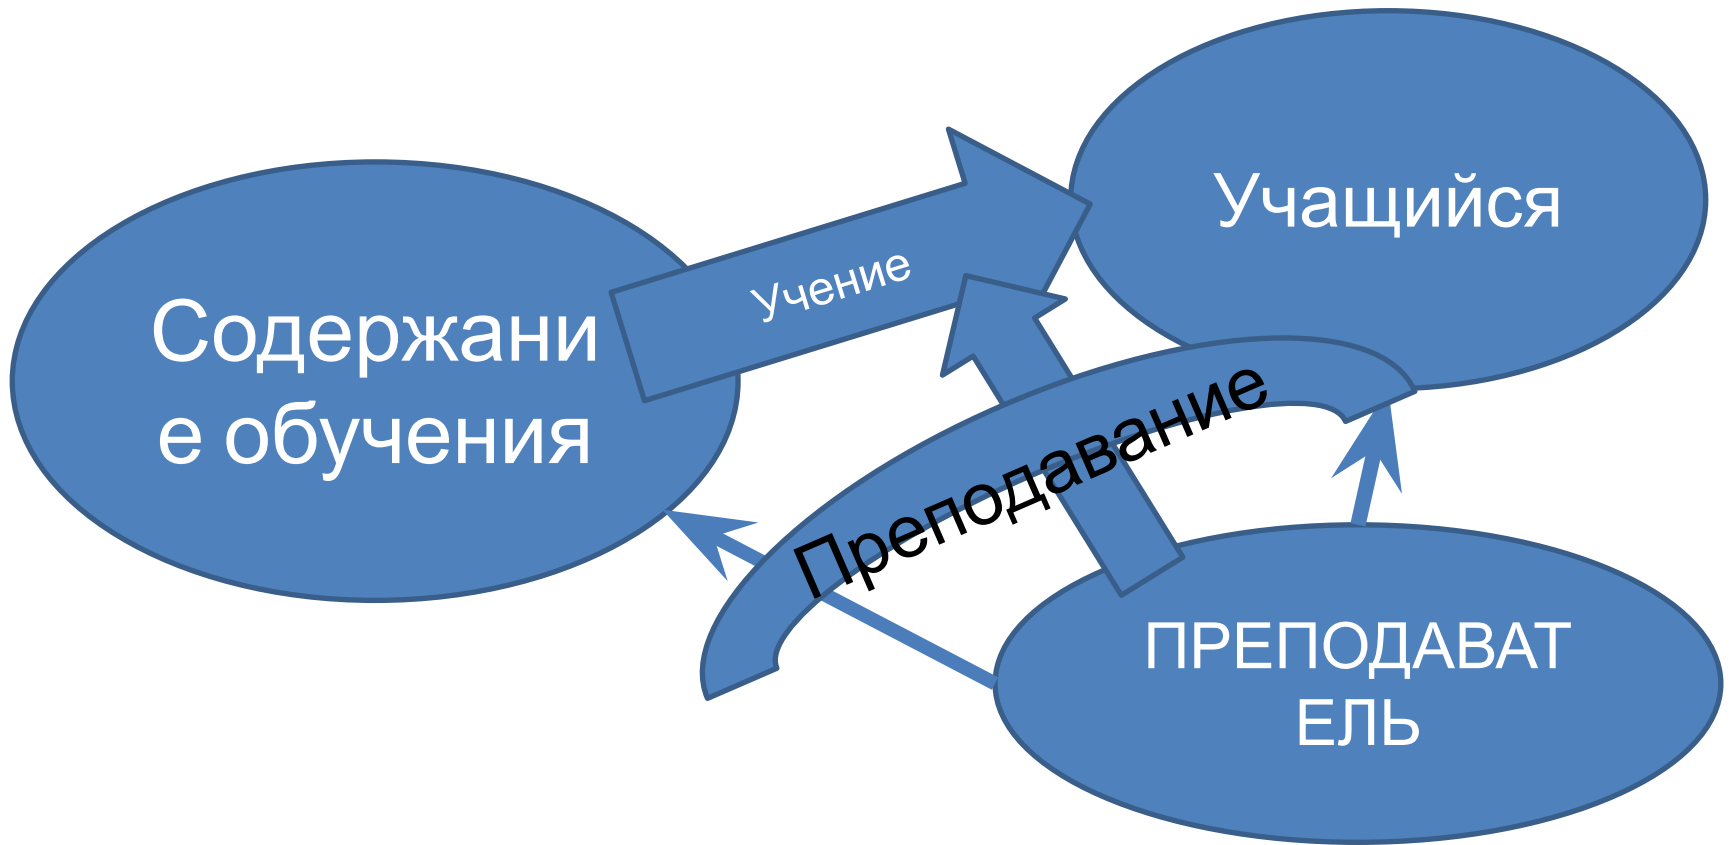 Учащийся
Учение
Содержани
е обучения
Преподавание
ПРЕПОДАВАТ
ЕЛЬ